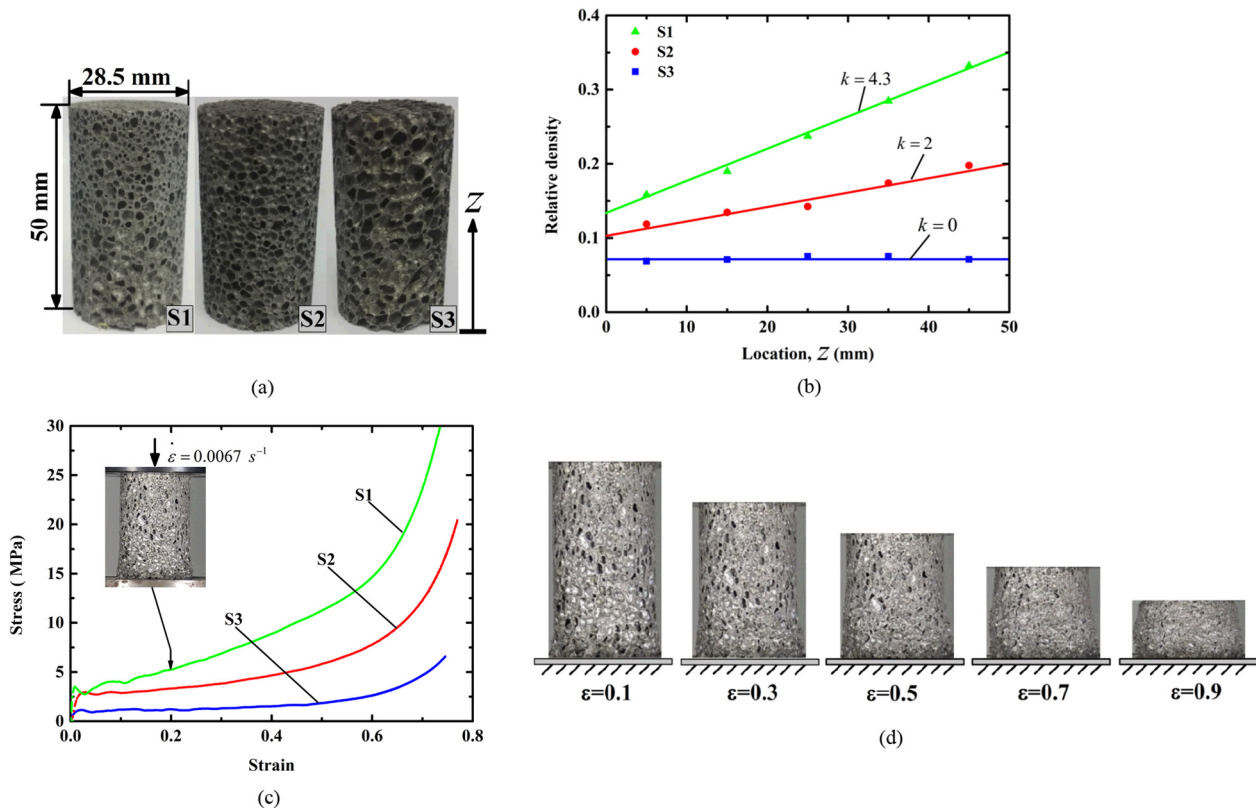 28.5 mm
50 mm
Z
S1
S2
S3
(a)
S1
S2
S3
k = 4.3
k = 2
k = 0
0.4
0.3
0.2
0.1
0.0
0
10
20
30
40
50
Relative density
Location, Z (mm)
(b)
30
25
20
15
10
5
0
0.0
0.2
0.4
0.6
0.8
Stress ( MPa)
Strain
ε̇ = 0.0067 s⁻¹
S1
S2
S3
(c)
ε=0.1
ε=0.3
ε=0.5
ε=0.7
ε=0.9
(d)